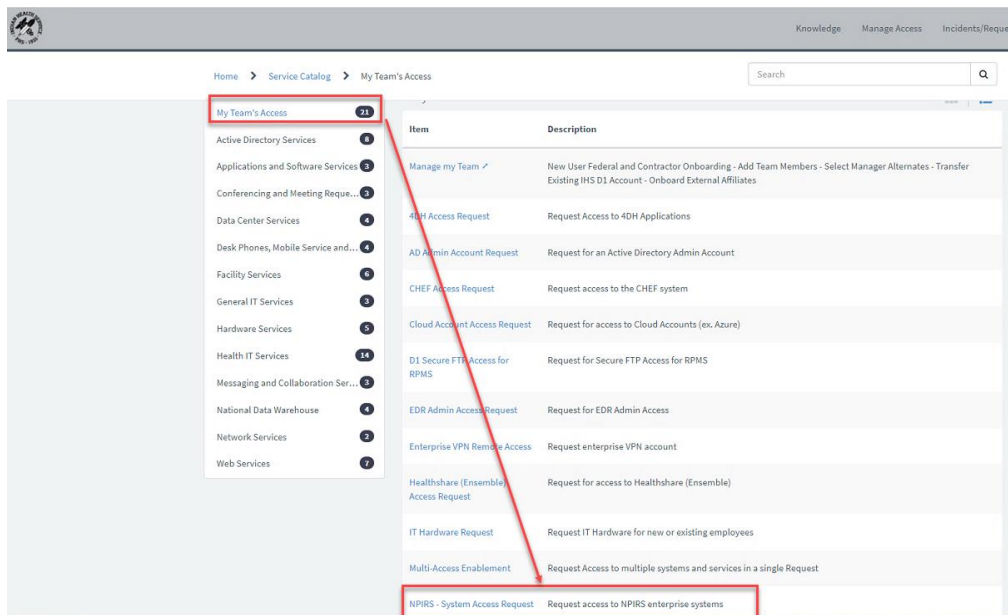 Knowledge Manage Access Incidents/Reque
Home > Service Catalog > My Team's Access
Search
My Team's Access 21
Active Directory Services 8
Applications and Software Services 3
Conferencing and Meeting Reque... 3
Data Center Services 4
Desk Phones, Mobile Service and... 4
Facility Services 6
General IT Services 3
Hardware Services 5
Health IT Services 14
Messaging and Collaboration Ser... 3
National Data Warehouse 4
Network Services 2
Web Services 7
Item Description
Manage my Team New User Federal and Contractor Onboarding - Add Team Members - Select Manager Alternates - Transfer
Existing IHS D1 Account - Onboard External Affiliates
4DH Access Request Request Access to 4DH Applications
AD Admin Account Request Request for an Active Directory Admin Account
CHEF Access Request Request access to the CHEF system
Cloud Account Access Request Request for access to Cloud Accounts (ex. Azure)
D1 Secure FTP Access for Request for Secure FTP Access for RPMS
RPMS
EDR Admin Access Request Request for EDR Admin Access
Enterprise VPN Remote Access Request enterprise VPN account
Healthshare (Ensemble) Request for access to Healthshare (Ensemble)
Access Request
IT Hardware Request Request IT Hardware for new or existing employees
Multi-Access Enablement Request Access to multiple systems and services in a single Request
NPIRS - System Access Request Request access to NPIRS enterprise systems